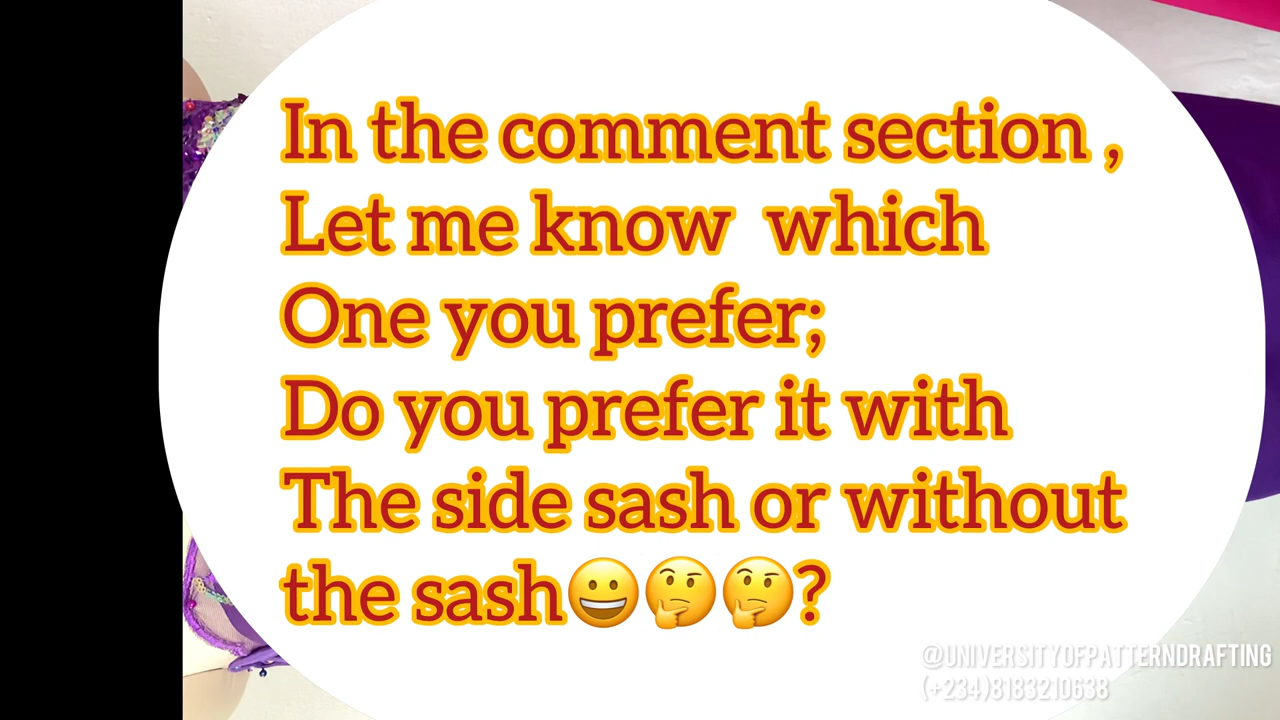 In the comment section ,
Let me know which
One you prefer;
Do you prefer it with
The side sash or without
the sash😀🤔🤔?
@UNIVERSITYOFPATTERNDRAFTING
(+234)8183210638